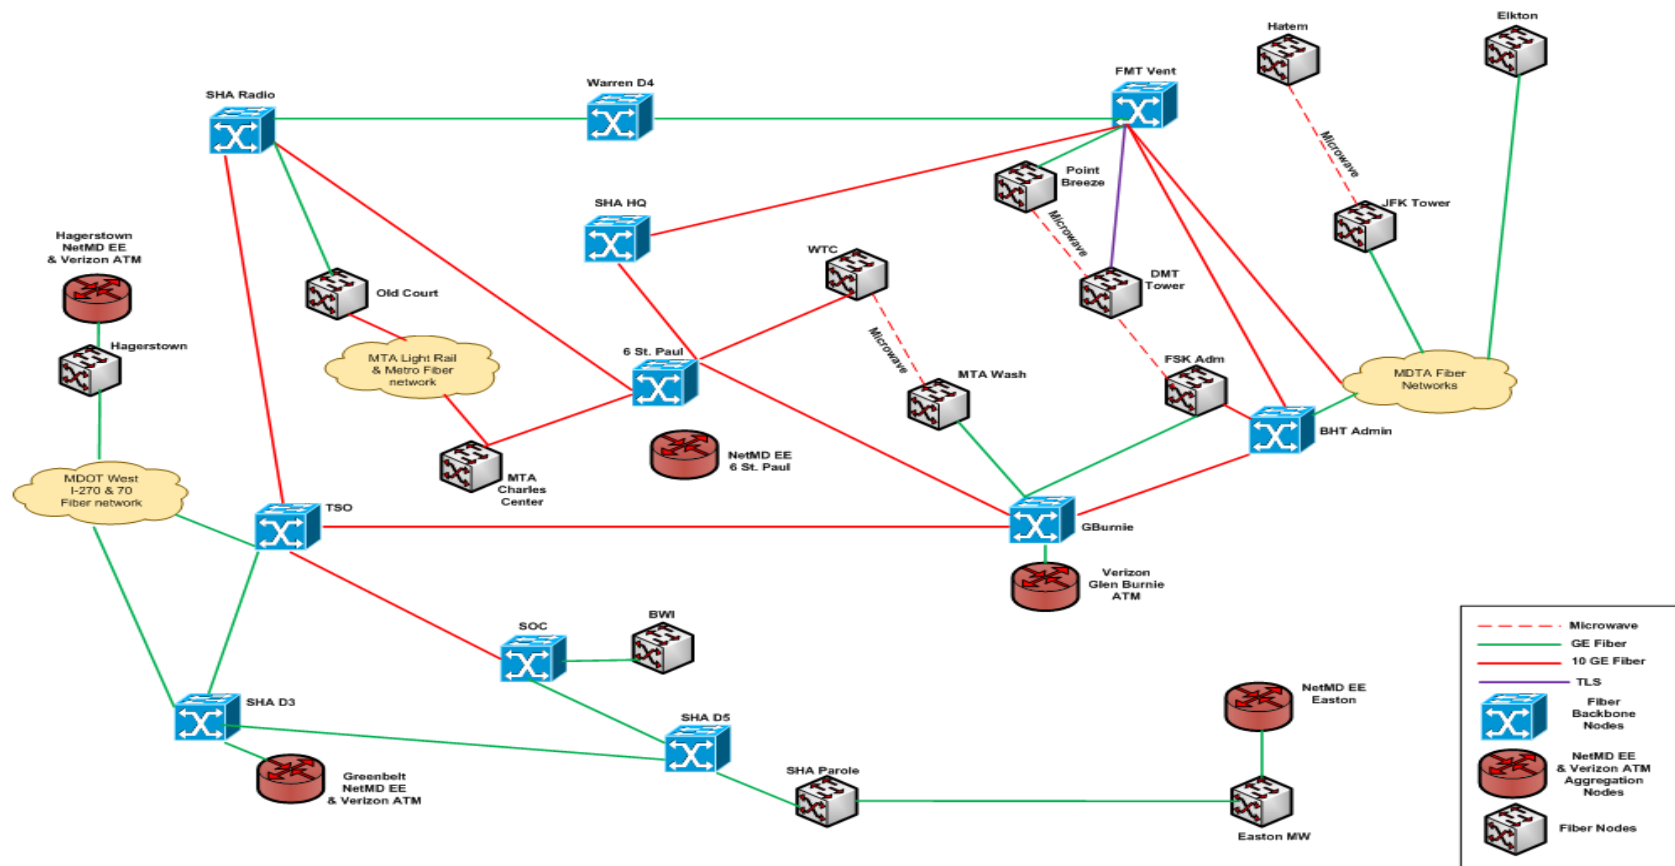 Hatem
Elkton
Warren D4
FMT Vent
SHA Radio
Microwave
Point
Breeze
SHA HQ
JFK Tower
Microwave
Hagerstown
NetMD EE
& Verizon ATM
WTC
DMT
Tower
Old Court
Microwave
Hagerstown
MTA Light Rail
& Metro Fiber
network
6 St. Paul
FSK Adm
MTA Wash
MDTA Fiber
Networks
BHT Admin
NetMD EE
6 St. Paul
MTA
Charles
Center
MDOT West
I-270 & 70
Fiber network
TSO
GBurnie
Verizon
Glen Burnie
ATM
SOC
BWI
Microwave
GE Fiber
10 GE Fiber
TLS
SHA D3
SHA D5
NetMD EE
Easton
Fiber
Backbone
Nodes
Greenbelt
NetMD EE
& Verizon ATM
SHA Parole
Easton MW
NetMD EE
& Verizon ATM
Aggregation
Nodes
Fiber Nodes